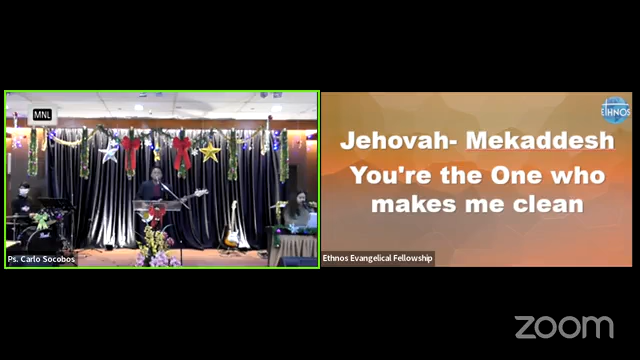 MNL
ETHNOS
Jehovah- Mekaddesh
You're the One who
makes me clean
Ps. Carlo Socobos
Ethnos Evangelical Fellowship
zoom